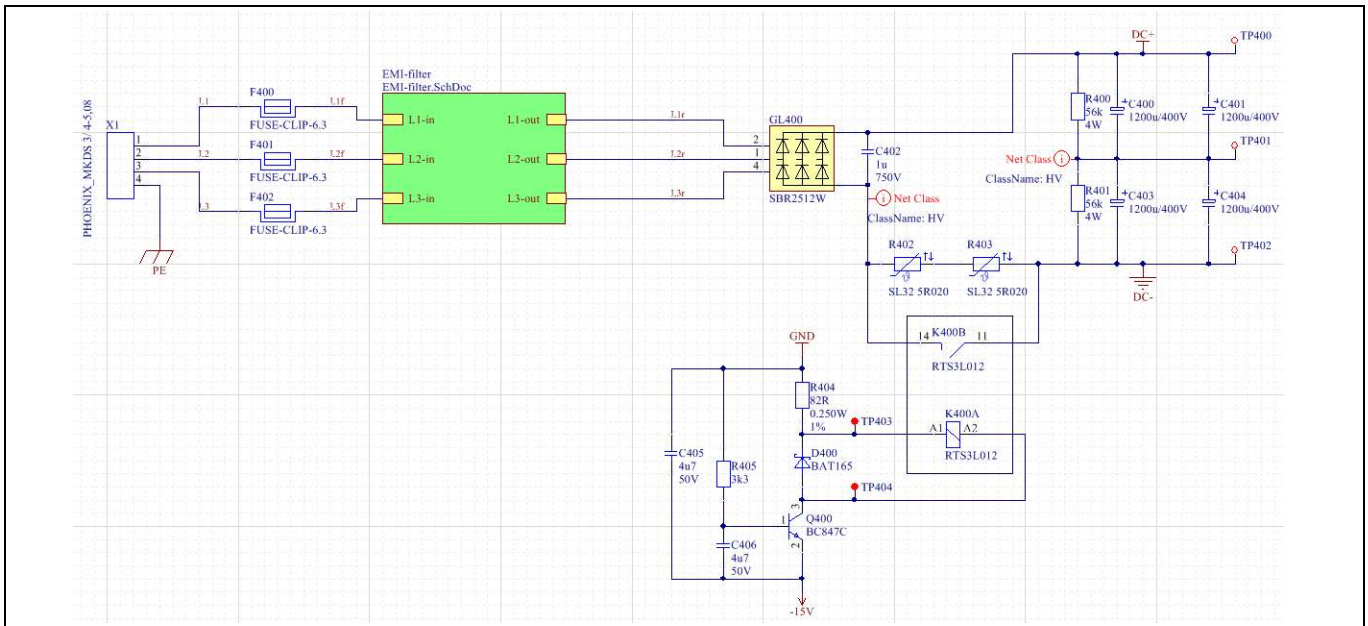 EMI-filter
EMI-filter.SchDoc
PHOENIX_MKDS 3/ 4-5,08
X1
1
2
3
4
PE
L1
F400
FUSE-CLIP-6.3
L1f
L2
F401
FUSE-CLIP-6.3
L2f
L3
F402
FUSE-CLIP-6.3
L3f
L1-in
L1-out
L2-in
L2-out
L3-in
L3-out
L1r
L2r
L3r
GL400
2
1
4
SBR2512W
C402
1u
750V
Net Class
ClassName: HV
DC+
TP400
R400
56k
4W
C400
1200u/400V
C401
1200u/400V
TP401
Net Class
ClassName: HV
R401
56k
4W
C403
1200u/400V
C404
1200u/400V
TP402
DC-
R402
SL32 5R020
R403
SL32 5R020
14
K400B
11
RTS3L012
K400A
A1
A2
RTS3L012
GND
R404
82R
0.250W
1%
TP403
D400
BAT165
TP404
C405
4u7
50V
R405
3k3
3
1
Q400
BC847C
2
C406
4u7
50V
-15V